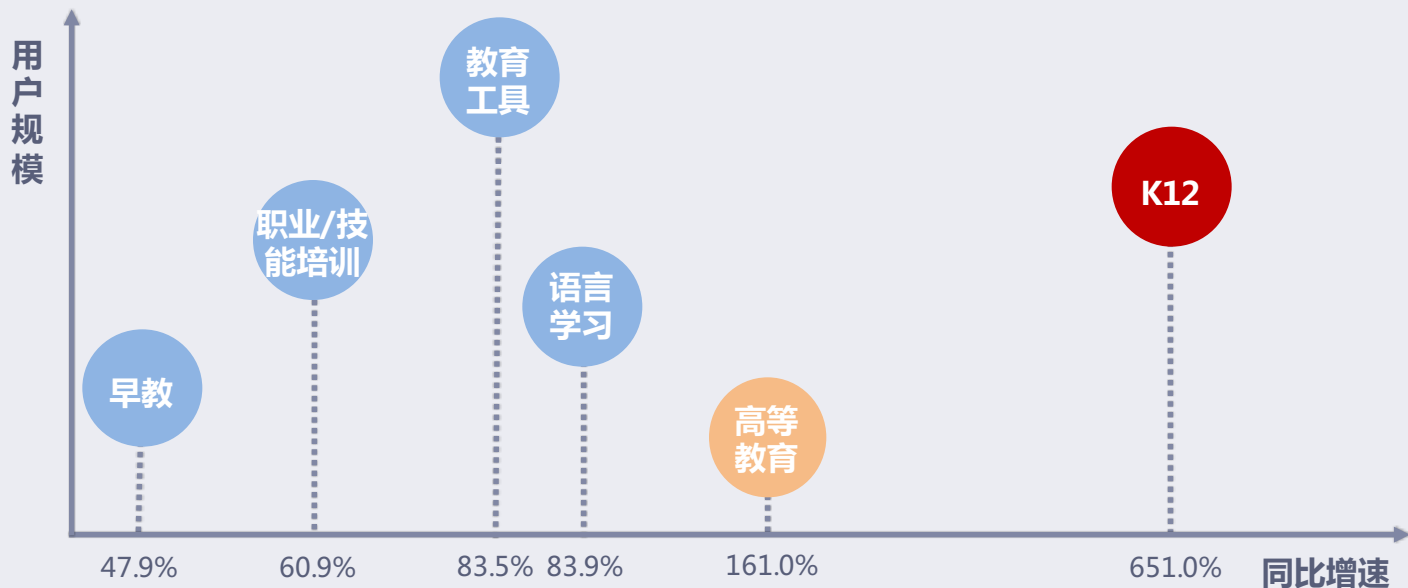 用户规模
教育
工具
K12
职业/技
能培训
语言
学习
早教
高等
教育
47.9%
60.9%
83.5%
83.9%
161.0%
651.0%
同比增速